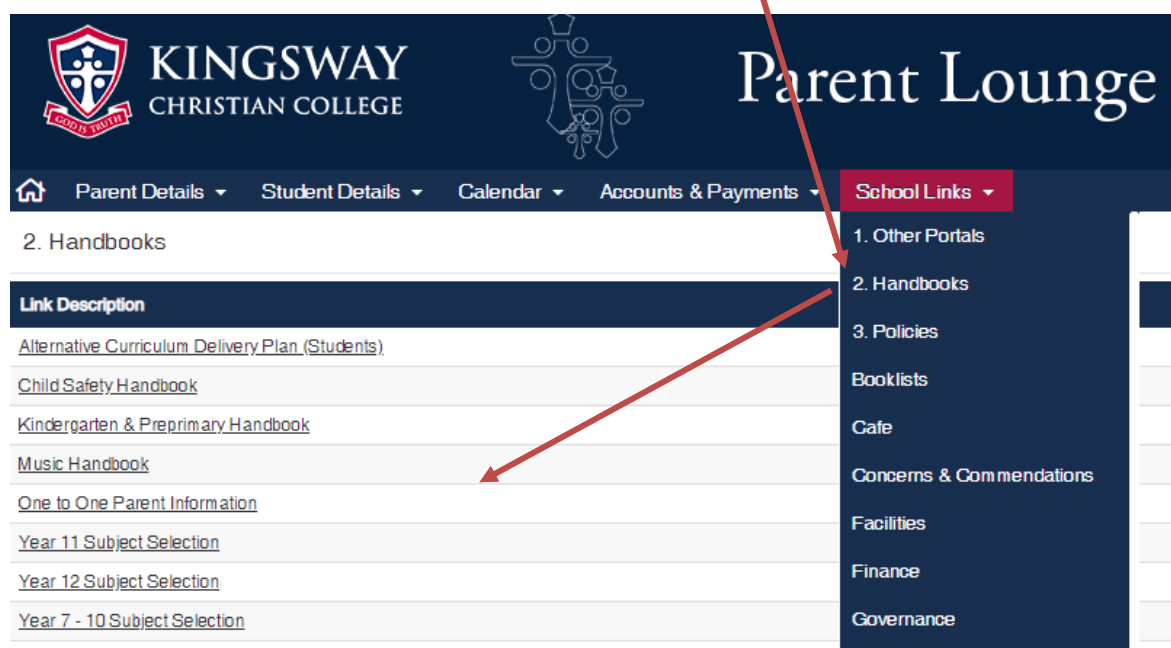 KINGSWAY
CHRISTIAN COLLEGE
GOD IS TRUTH
Parent Lounge
Parent Details
Student Details
Calendar
Accounts & Payments
School Links
2. Handbooks
Link Description
Alternative Curriculum Delivery Plan (Students)
Child Safety Handbook
Kindergarten & Preprimary Handbook
Music Handbook
One to One Parent Information
Year 11 Subject Selection
Year 12 Subject Selection
Year 7 - 10 Subject Selection
1. Other Portals
2. Handbooks
3. Policies
Booklists
Cafe
Concerns & Commendations
Facilities
Finance
Governance